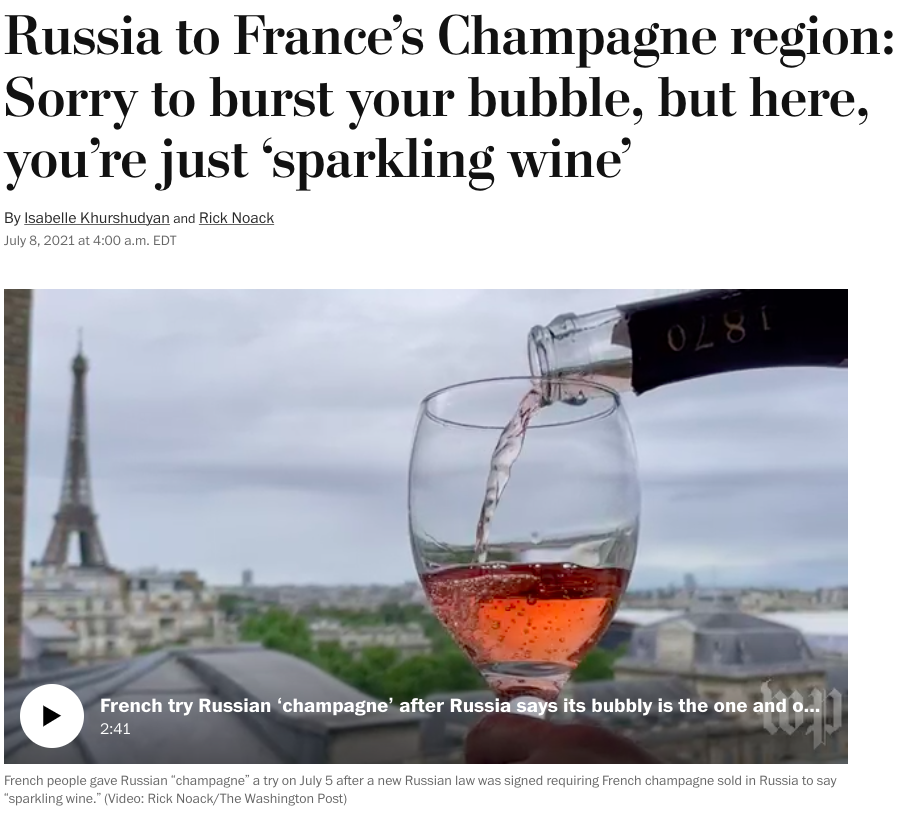 Russia to France’s Champagne region:
Sorry to burst your bubble, but here,
you’re just ‘sparkling wine’
By Isabelle Khurshudyan and Rick Noack
July 8, 2021 at 4:00 a.m. EDT
1870
French try Russian ‘champagne’ after Russia says its bubbly is the one and o...
2:41
wp
French people gave Russian “champagne” a try on July 5 after a new Russian law was signed requiring French champagne sold in Russia to say
“sparkling wine.” (Video: Rick Noack/The Washington Post)